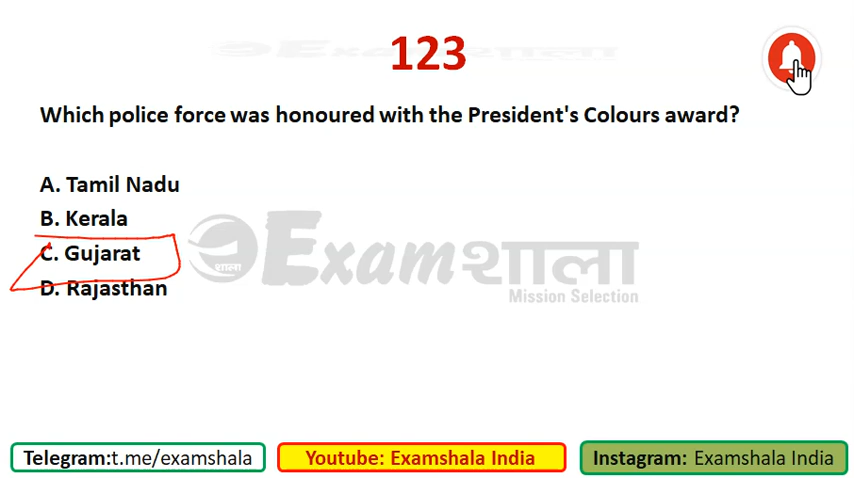 123
Which police force was honoured with the President's Colours award?
A. Tamil Nadu
B. Kerala
C. Gujarat
D. Rajasthan
शाला
Examशाला
Mission Selection
Telegram:t.me/examshala
Youtube: Examshala India
Instagram: Examshala India